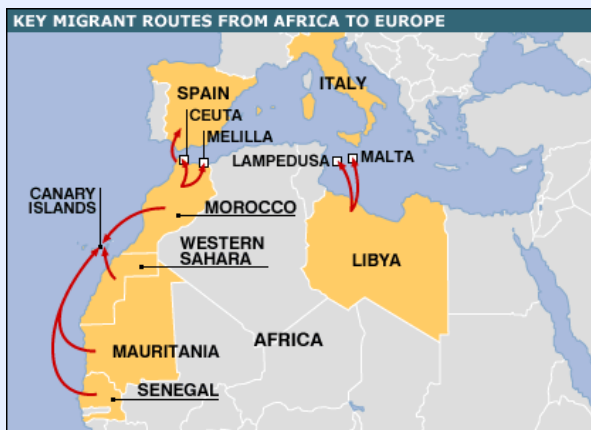 KEY MIGRANT ROUTES FROM AFRICA TO EUROPE
ITALY
SPAIN
CEUTA
MELILLA
LAMPEDUSA
MALTA
CANARY
ISLANDS
MOROCCO
WESTERN
SAHARA
LIBYA
AFRICA
MAURITANIA
SENEGAL